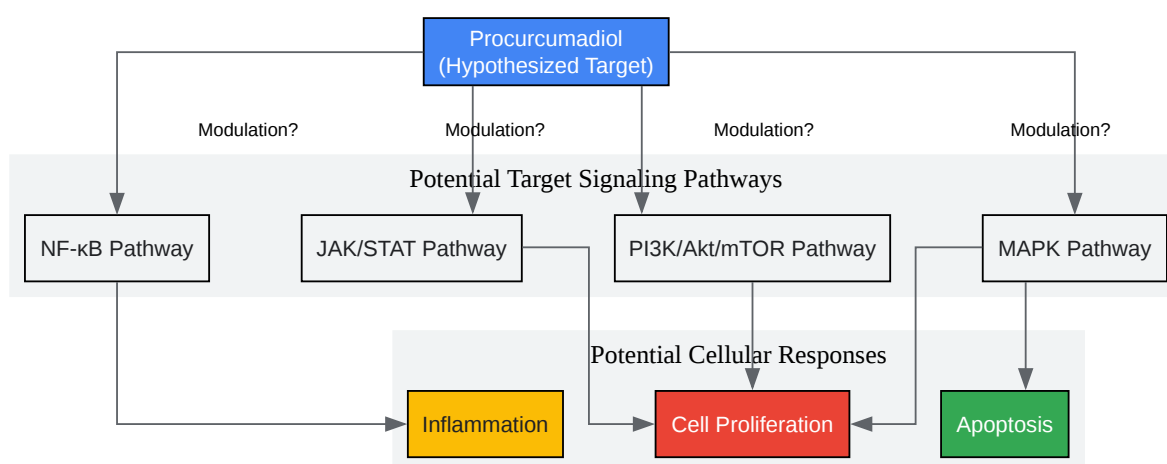 Procurcumadiol
(Hypothesized Target)
Modulation? Modulation? Modulation? Modulation?
Potential Target Signaling Pathways
NF-κB Pathway JAK/STAT Pathway PI3K/Akt/mTOR Pathway MAPK Pathway
Potential Cellular Responses
Inflammation Cell Proliferation Apoptosis